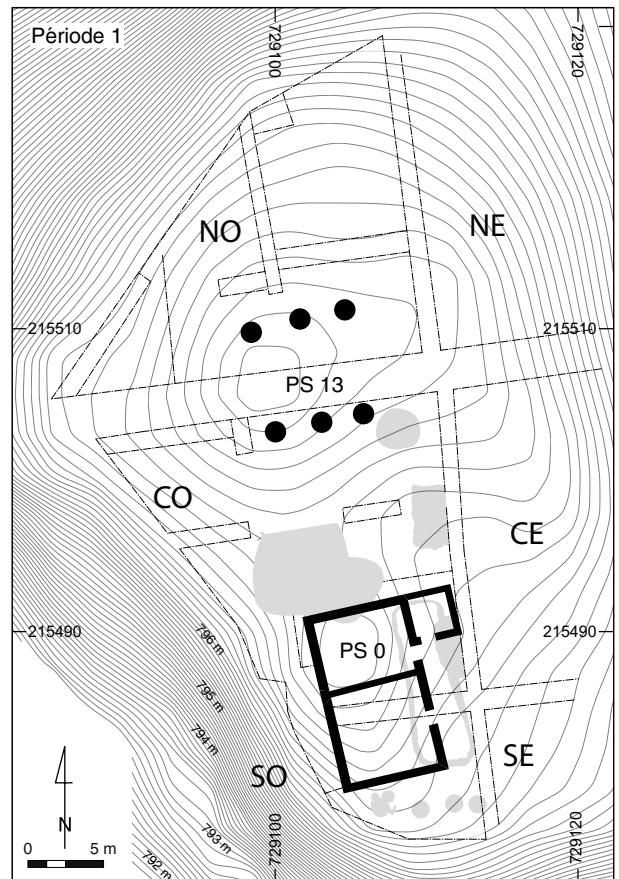 Période 1
729100
729120
NO
NE
215510
215510
PS 13
CO
CE
215490
215490
PS 0
796 m
795 m
794 m
SO
SE
N
0 5 m
793 m
792 m
729100
729120